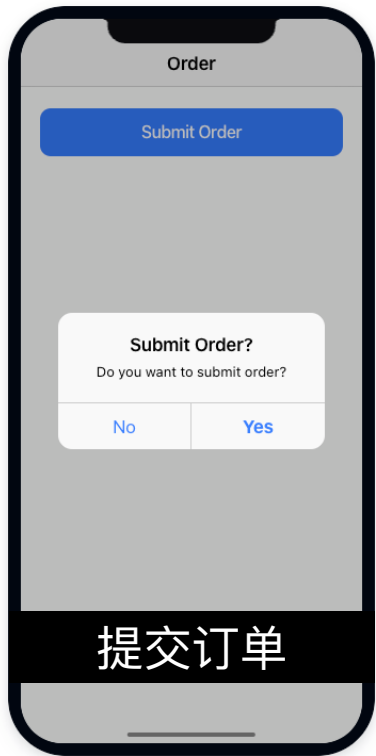 Order
Submit Order
Submit Order?
Do you want to submit order?
No
Yes
提交订单